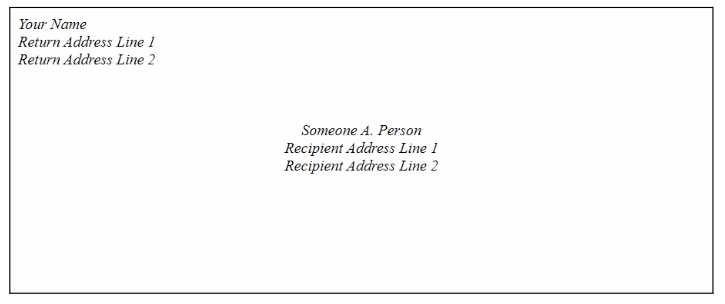 Your Name
Return Address Line 1
Return Address Line 2
Someone A. Person
Recipient Address Line 1
Recipient Address Line 2